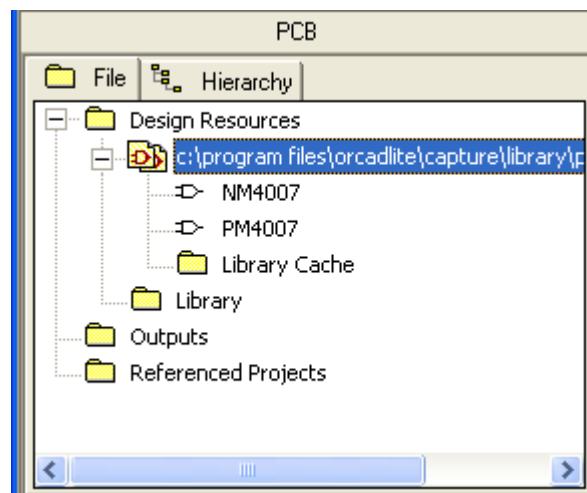 PCB
File Hierarchy
Design Resources
c:\program files\orcadlite\capture\library\p
NM4007
PM4007
Library Cache
Library
Outputs
Referenced Projects